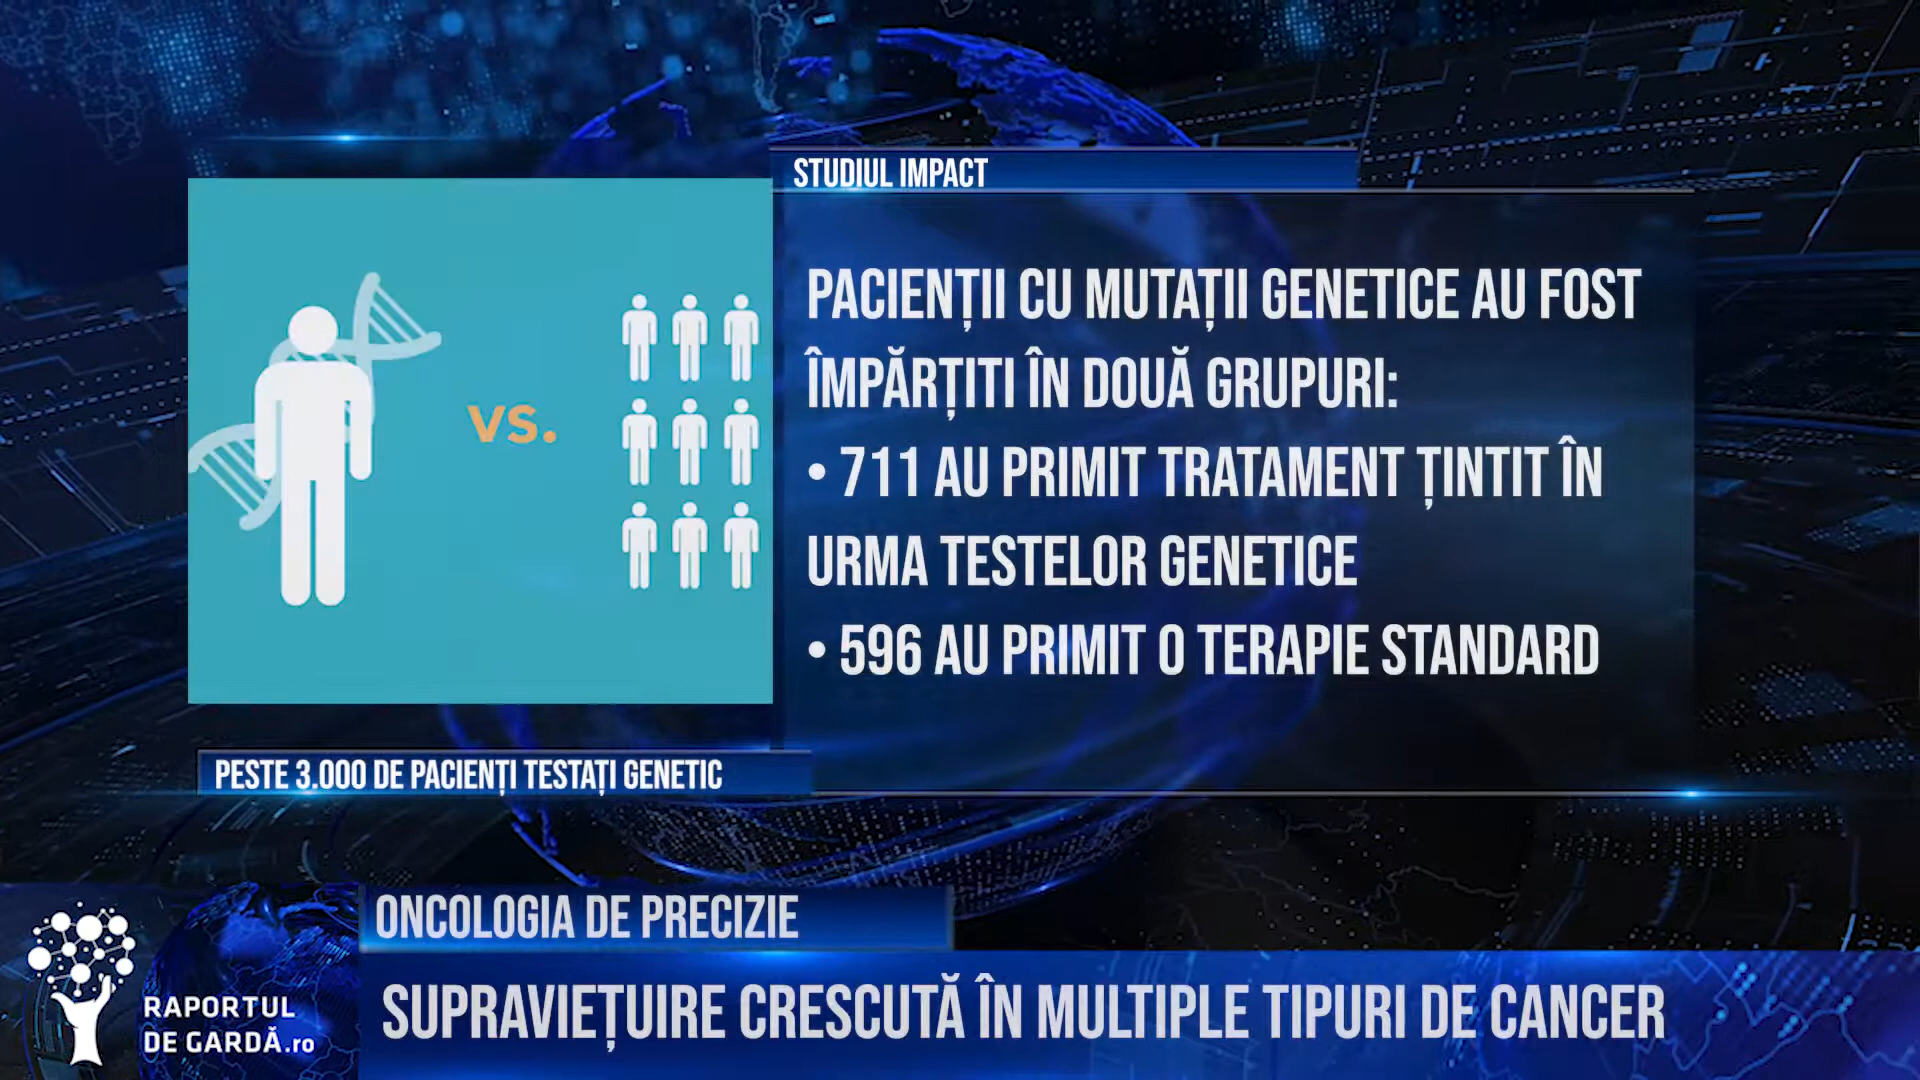 STUDIUL IMPACT
vs.
PACIENȚII CU MUTAȚII GENETICE AU FOST
ÎMPĂRȚITI ÎN DOUĂ GRUPURI:
• 711 AU PRIMIT TRATAMENT ȚINTIT ÎN
URMA TESTELOR GENETICE
• 596 AU PRIMIT O TERAPIE STANDARD
PESTE 3.000 DE PACIENȚI TESTAȚI GENETIC
ONCOLOGIA DE PRECIZIE
SUPRAVIEȚUIRE CRESCUTĂ ÎN MULTIPLE TIPURI DE CANCER
RAPORTUL
DE GARDĂ.ro